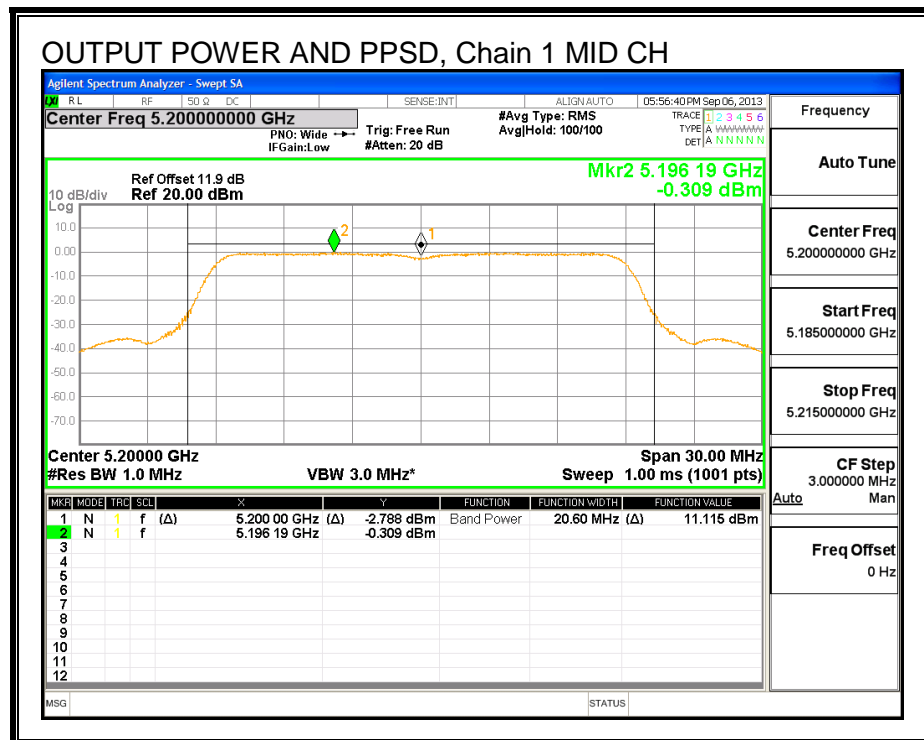 OUTPUT POWER AND PPSD, Chain 1 MID CH
Agilent Spectrum Analyzer - Swept SA
LXI RL RF 50 Ω DC SENSE:INT ALIGN AUTO 05:56:40 PM Sep 06, 2013
Center Freq 5.200000000 GHz
PNO: Wide
IFGain:Low
Trig: Free Run
#Atten: 20 dB
#Avg Type: RMS
Avg|Hold: 100/100
TRACE 1 2 3 4 5 6
TYPE A WWWWW
DET A N N N N N
Mkr2 5.196 19 GHz
-0.309 dBm
Ref Offset 11.9 dB
10 dB/div Ref 20.00 dBm
Log
10.0
0.00
-10.0
-20.0
-30.0
-40.0
-50.0
-60.0
-70.0
2
1
Center 5.20000 GHz Span 30.00 MHz
#Res BW 1.0 MHz VBW 3.0 MHz* Sweep 1.00 ms (1001 pts)
MKR MODE TRC SCL X Y FUNCTION FUNCTION WIDTH FUNCTION VALUE
1 N 1 f (Δ) 5.200 00 GHz (Δ) -2.788 dBm Band Power 20.60 MHz (Δ) 11.115 dBm
2 N 1 f 5.196 19 GHz -0.309 dBm
3
4
5
6
7
8
9
10
11
12
MSG STATUS
Frequency
Auto Tune
Center Freq
5.200000000 GHz
Start Freq
5.185000000 GHz
Stop Freq
5.215000000 GHz
CF Step
3.000000 MHz
Auto Man
Freq Offset
0 Hz